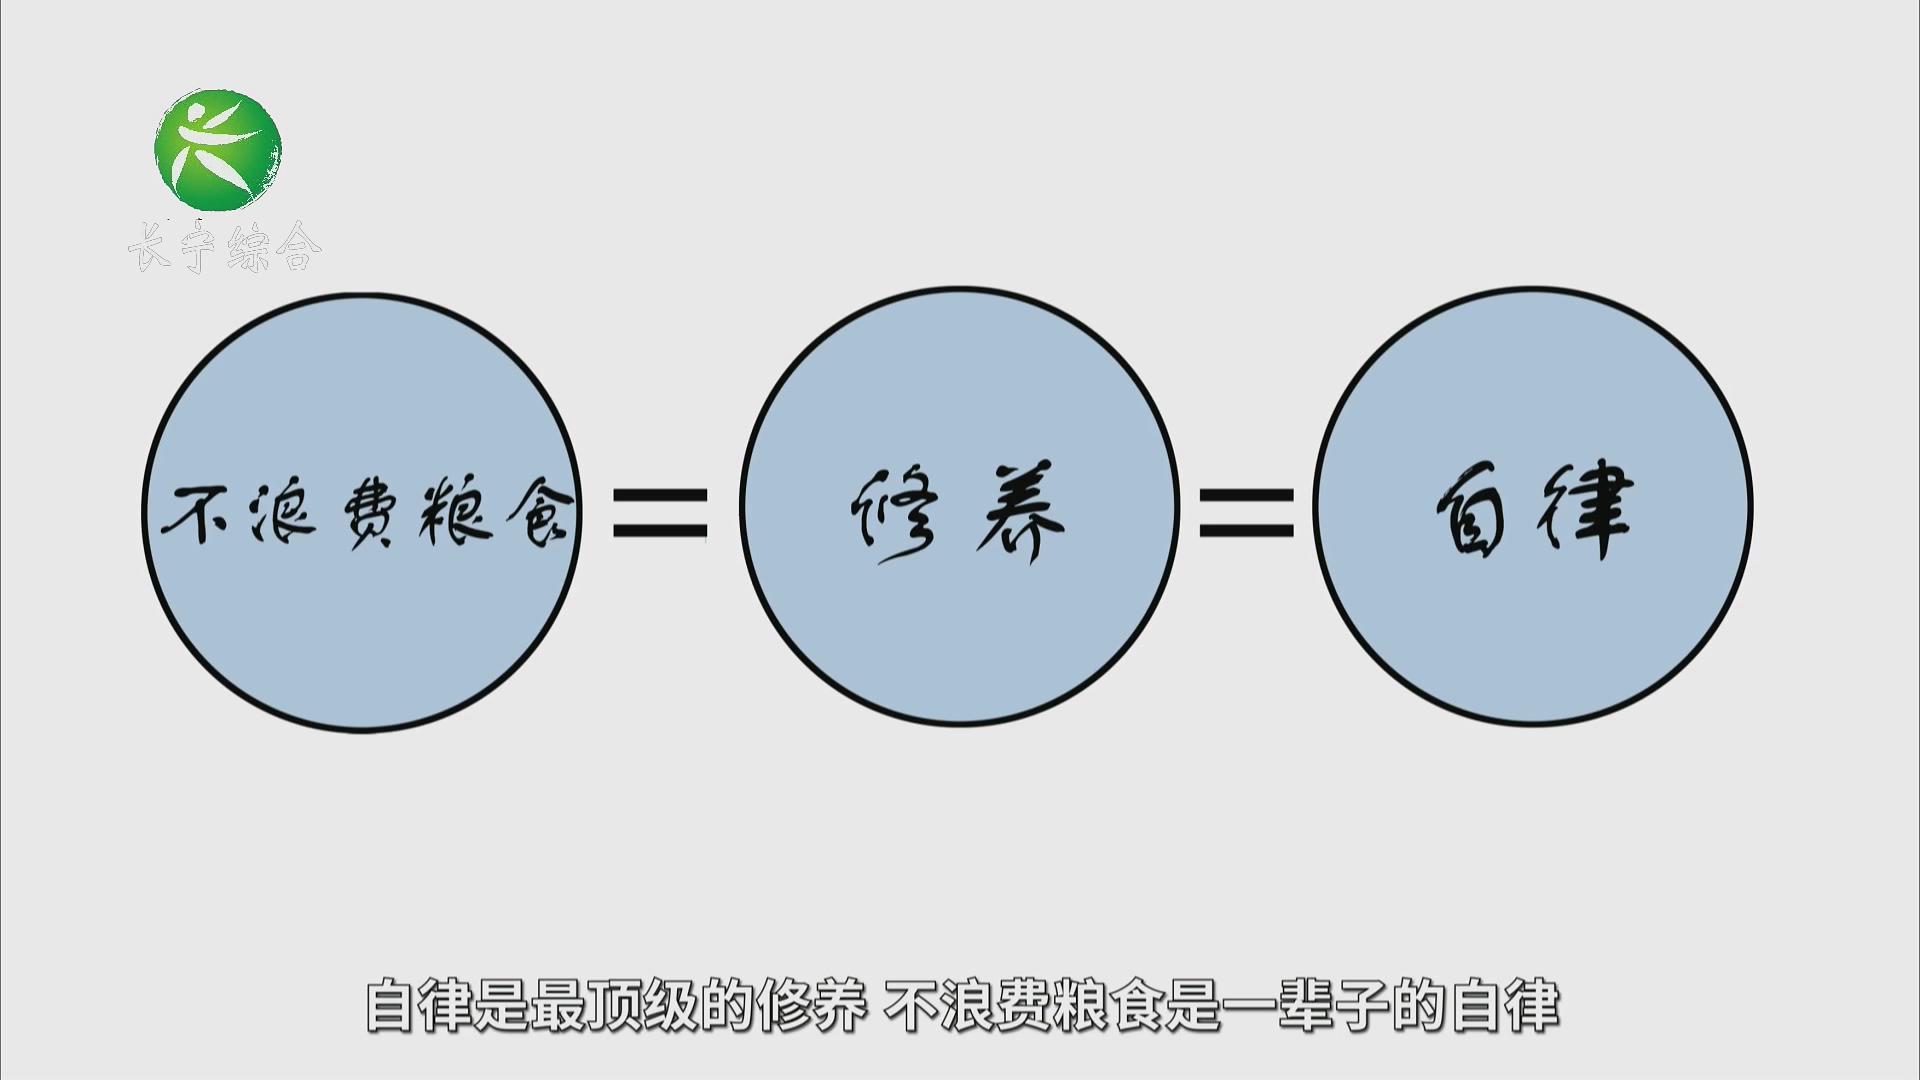 长宁综合
不浪费粮食 = 修养 = 自律
自律是最顶级的修养 不浪费粮食是一辈子的自律